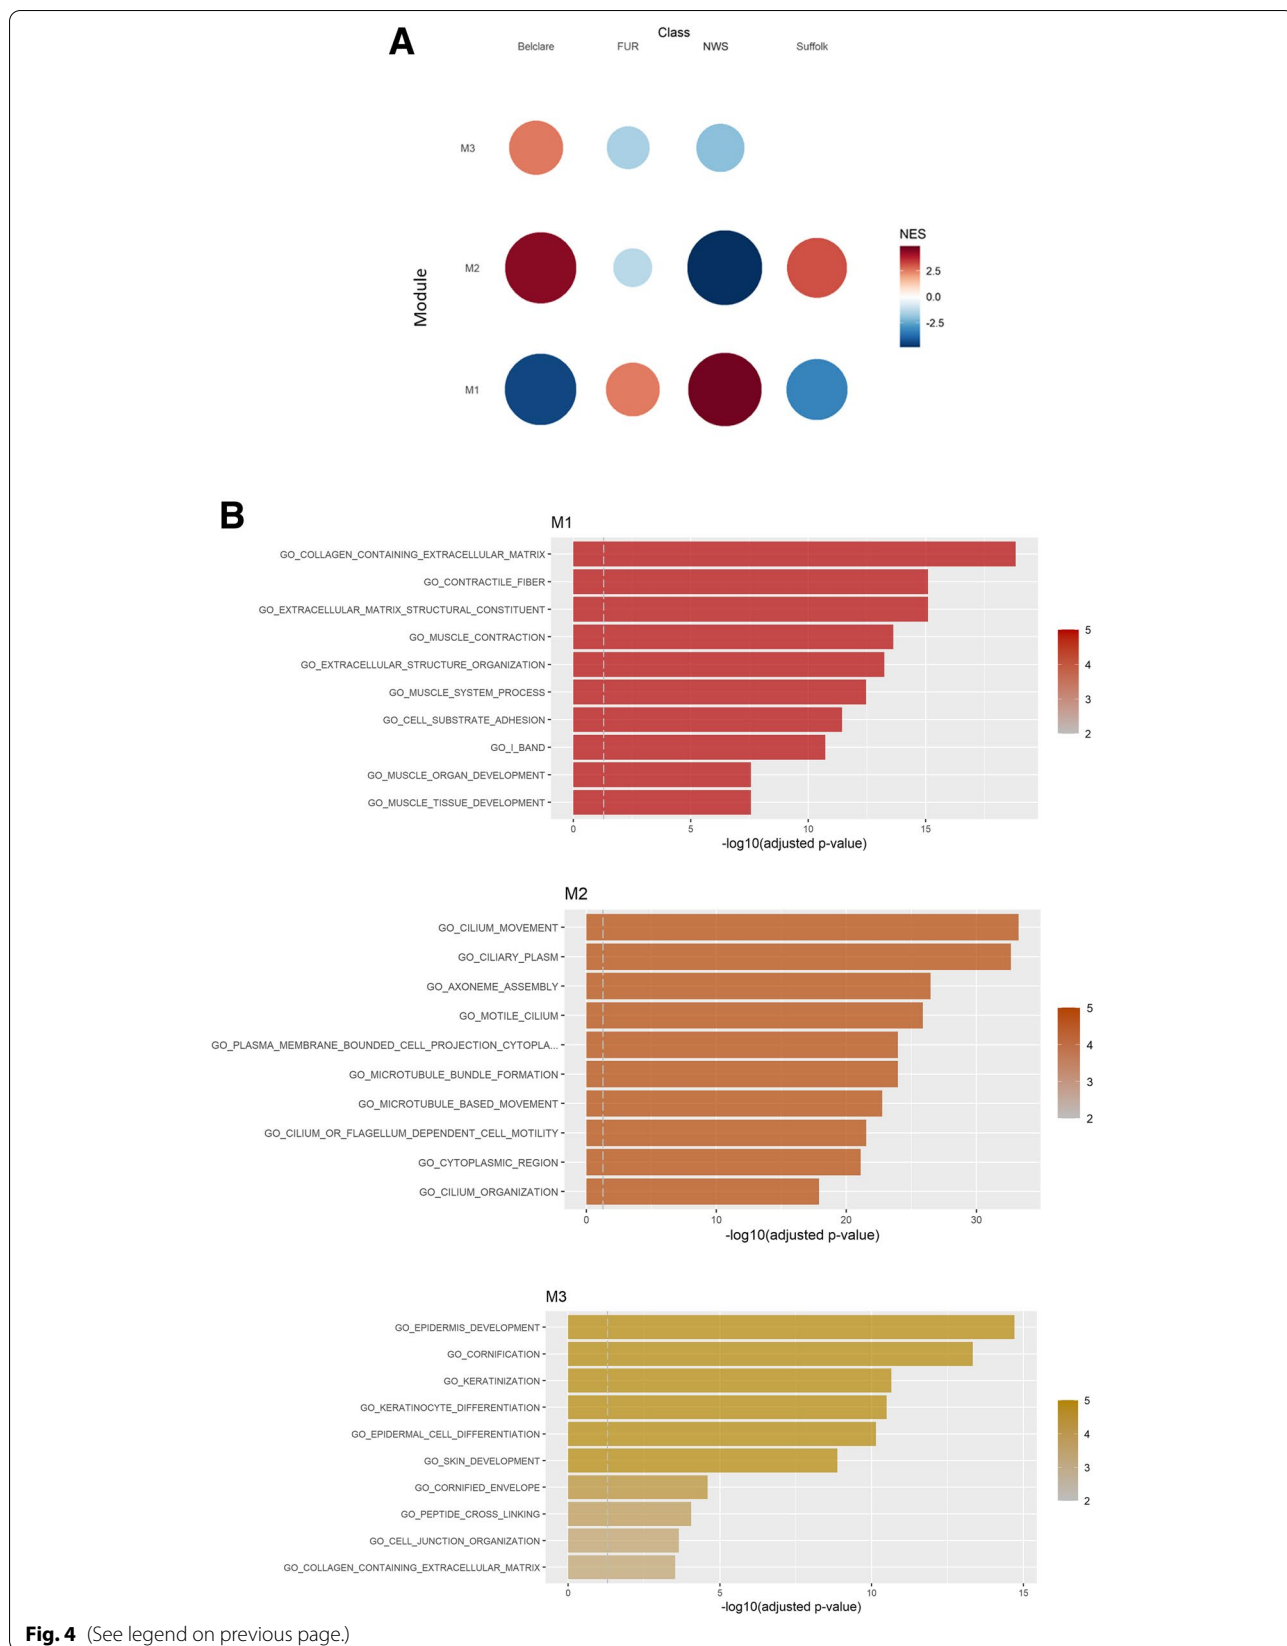 A
Class
Belclare FUR NWS Suffolk
M3
M2
M1
Module
NES
2.5
0.0
-2.5
B
M1
GO_COLLAGEN_CONTAINING_EXTRACELLULAR_MATRIX
GO_CONTRACTILE_FIBER
GO_EXTRACELLULAR_MATRIX_STRUCTURAL_CONSTITUENT
GO_MUSCLE_CONTRACTION
GO_EXTRACELLULAR_STRUCTURE_ORGANIZATION
GO_MUSCLE_SYSTEM_PROCESS
GO_CELL_SUBSTRATE_ADHESION
GO_I_BAND
GO_MUSCLE_ORGAN_DEVELOPMENT
GO_MUSCLE_TISSUE_DEVELOPMENT
0 5 10 15
-log10(adjusted p-value)
5
4
3
2
M2
GO_CILIUM_MOVEMENT
GO_CILIARY_PLASM
GO_AXONEME_ASSEMBLY
GO_MOTILE_CILIUM
GO_PLASMA_MEMBRANE_BOUNDED_CELL_PROJECTION_CYTOPLA...
GO_MICROTUBULE_BUNDLE_FORMATION
GO_MICROTUBULE_BASED_MOVEMENT
GO_CILIUM_OR_FLAGELLUM_DEPENDENT_CELL_MOTILITY
GO_CYTOPLASMIC_REGION
GO_CILIUM_ORGANIZATION
0 10 20 30
-log10(adjusted p-value)
5
4
3
2
M3
GO_EPIDERMIS_DEVELOPMENT
GO_CORNIFICATION
GO_KERATINIZATION
GO_KERATINOCYTE_DIFFERENTIATION
GO_EPIDERMAL_CELL_DIFFERENTIATION
GO_SKIN_DEVELOPMENT
GO_CORNIFIED_ENVELOPE
GO_PEPTIDE_CROSS_LINKING
GO_CELL_JUNCTION_ORGANIZATION
GO_COLLAGEN_CONTAINING_EXTRACELLULAR_MATRIX
0 5 10 15
-log10(adjusted p-value)
5
4
3
2
Fig. 4 (See legend on previous page.)